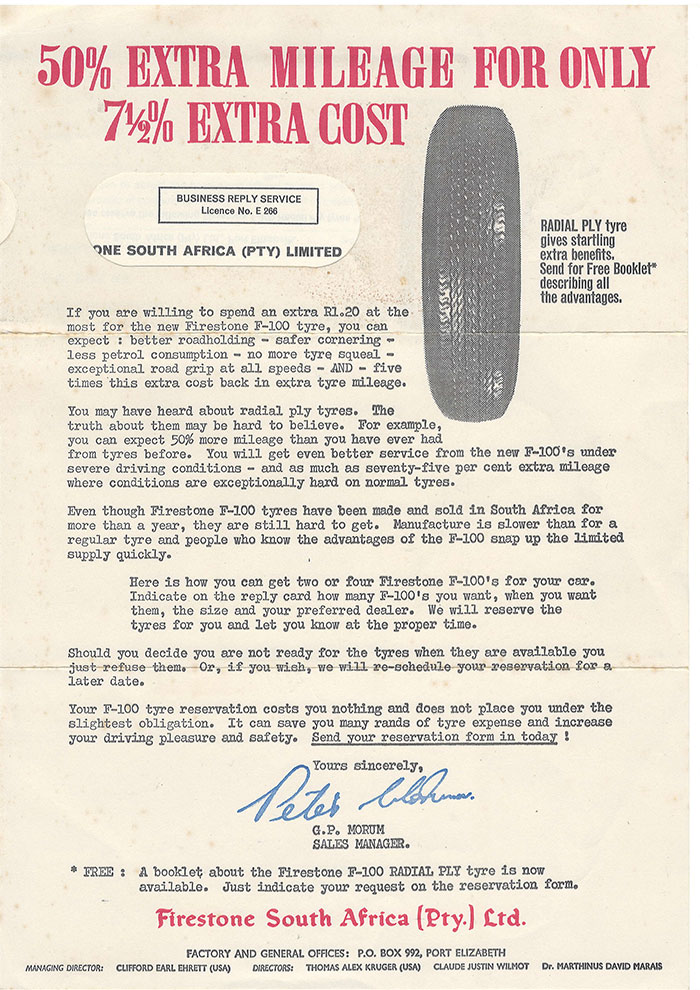 50% EXTRA MILEAGE FOR ONLY
7½% EXTRA COST
BUSINESS REPLY SERVICE
Licence No. E 266
ONE SOUTH AFRICA (PTY) LIMITED
RADIAL PLY tyre
gives startling
extra benefits.
Send for Free Booklet*
describing all
the advantages.
If you are willing to spend an extra R1.20 at the
most for the new Firestone F-100 tyre, you can
expect : better roadholding - safer cornering -
less petrol consumption - no more tyre squeal -
exceptional road grip at all speeds - AND - five
times this extra cost back in extra tyre mileage.
You may have heard about radial ply tyres. The
truth about them may be hard to believe. For example,
you can expect 50% more mileage than you have ever had
from tyres before. You will get even better service from the new F-100's under
severe driving conditions - and as much as seventy-five per cent extra mileage
where conditions are exceptionally hard on normal tyres.
Even though Firestone F-100 tyres have been made and sold in South Africa for
more than a year, they are still hard to get. Manufacture is slower than for a
regular tyre and people who know the advantages of the F-100 snap up the limited
supply quickly.
Here is how you can get two or four Firestone F-100's for your car.
Indicate on the reply card how many F-100's you want, when you want
them, the size and your preferred dealer. We will reserve the
tyres for you and let you know at the proper time.
Should you decide you are not ready for the tyres when they are available you
just refuse them. Or, if you wish, we will re-schedule your reservation for a
later date.
Your F-100 tyre reservation costs you nothing and does not place you under the
slightest obligation. It can save you many rands of tyre expense and increase
your driving pleasure and safety. Send your reservation form in today !
Yours sincerely,
Peter Morum
G.P. MORUM
SALES MANAGER.
* FREE : A booklet about the Firestone F-100 RADIAL PLY tyre is now
available. Just indicate your request on the reservation form.
Firestone South Africa (Pty.) Ltd.
FACTORY AND GENERAL OFFICES: P.O. BOX 992, PORT ELIZABETH
MANAGING DIRECTOR: CLIFFORD EARL EHRETT (USA) DIRECTORS: THOMAS ALEX KRUGER (USA) CLAUDE JUSTIN WILMOT Dr. MARTHINUS DAVID MARAIS